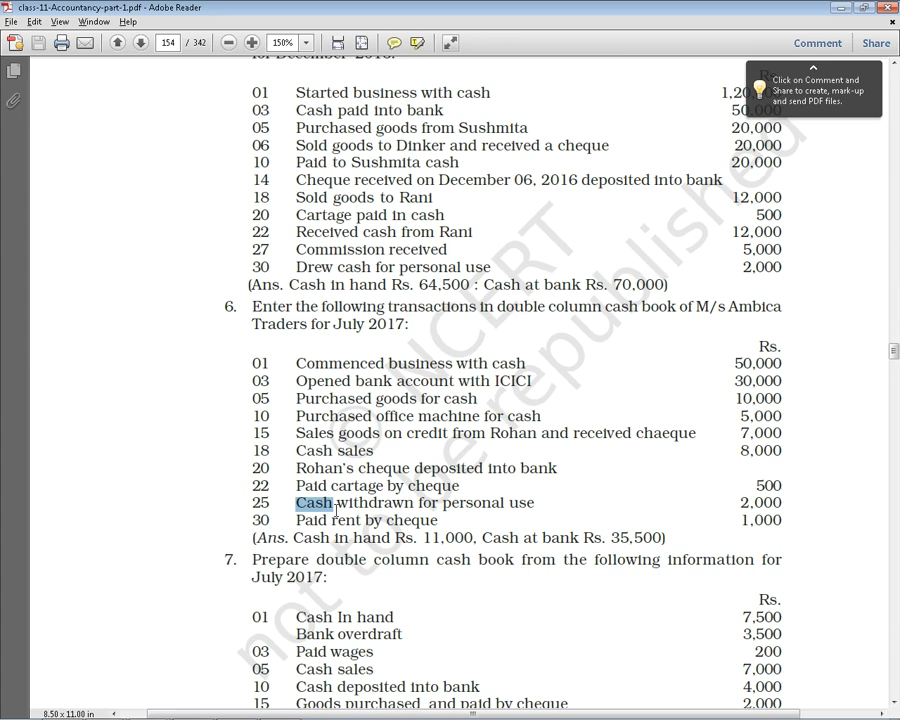 class-11-Accountancy-part-1.pdf - Adobe Reader
File Edit View Window Help
154 / 342 150% Comment Share
Click on Comment and
Share to create, mark-up
and send PDF files.
for December 2016:
01 Started business with cash 1,20,
03 Cash paid into bank 50,000
05 Purchased goods from Sushmita 20,000
06 Sold goods to Dinker and received a cheque 20,000
10 Paid to Sushmita cash 20,000
14 Cheque received on December 06, 2016 deposited into bank
18 Sold goods to Rani 12,000
20 Cartage paid in cash 500
22 Received cash from Rani 12,000
27 Commission received 5,000
30 Drew cash for personal use 2,000
(Ans. Cash in hand Rs. 64,500 : Cash at bank Rs. 70,000)
6. Enter the following transactions in double column cash book of M/s Ambica
Traders for July 2017:
Rs.
01 Commenced business with cash 50,000
03 Opened bank account with ICICI 30,000
05 Purchased goods for cash 10,000
10 Purchased office machine for cash 5,000
15 Sales goods on credit from Rohan and received chaeque 7,000
18 Cash sales 8,000
20 Rohan's cheque deposited into bank
22 Paid cartage by cheque 500
25 Cash withdrawn for personal use 2,000
30 Paid rent by cheque 1,000
(Ans. Cash in hand Rs. 11,000, Cash at bank Rs. 35,500)
7. Prepare double column cash book from the following information for
July 2017:
Rs.
01 Cash In hand 7,500
Bank overdraft 3,500
03 Paid wages 200
05 Cash sales 7,000
10 Cash deposited into bank 4,000
15 Goods purchased and paid by cheque 2,000
© NCERT
not to be republished
8.50 x 11.00 in